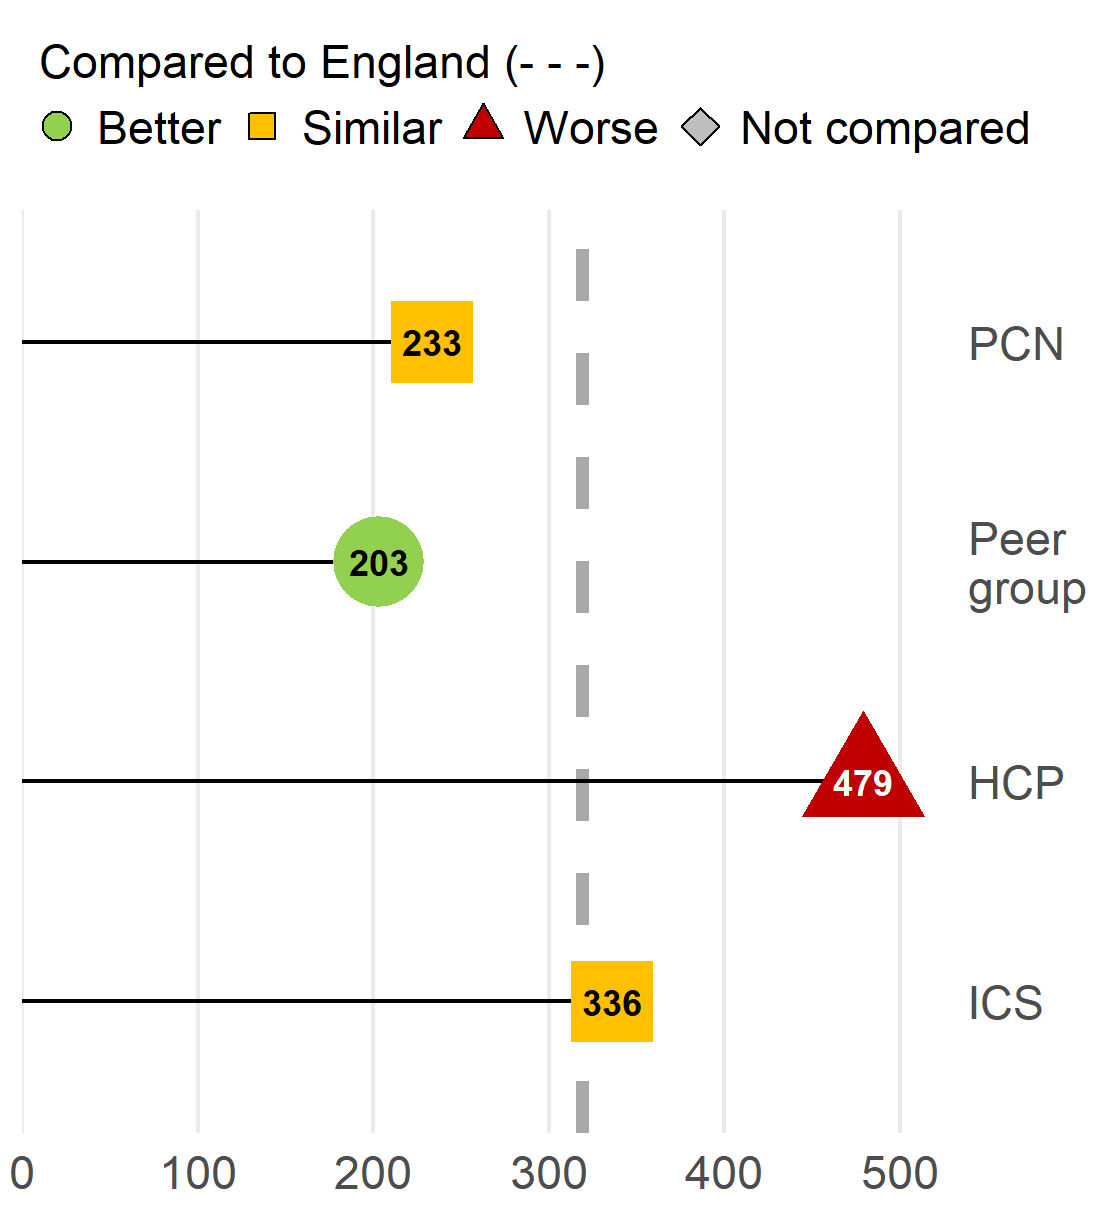 Compared to England (- - -)
Better Similar Worse Not compared
233 PCN
203 Peer
group
479 HCP
336 ICS
0 100 200 300 400 500